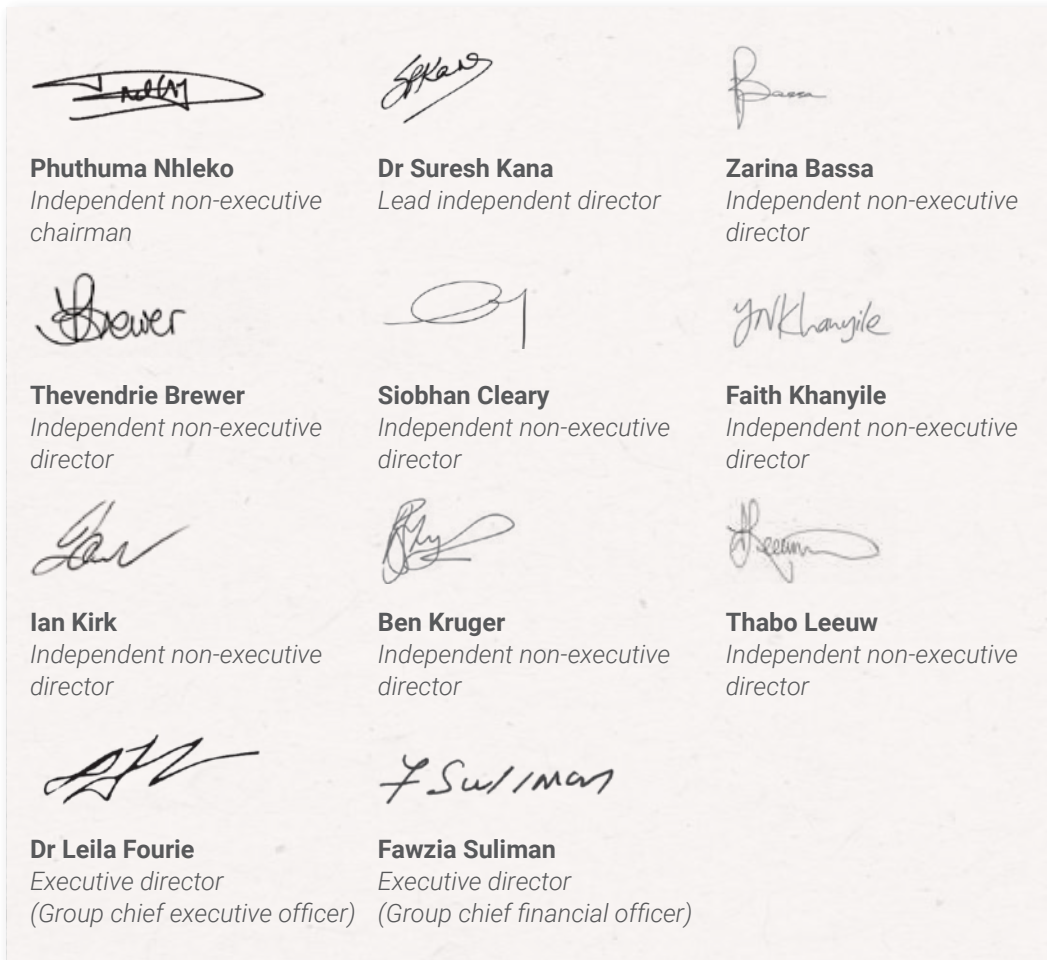 Phuthuma Nhleko
Independent non-executive
chairman
Dr Suresh Kana
Lead independent director
Bassa
Zarina Bassa
Independent non-executive
director
Brewer
Thevendrie Brewer
Independent non-executive
director
Siobhan Cleary
Independent non-executive
director
YNKhanyile
Faith Khanyile
Independent non-executive
director
Ian Kirk
Independent non-executive
director
Ben Kruger
Independent non-executive
director
Thabo Leeuw
Independent non-executive
director
Dr Leila Fourie
Executive director
(Group chief executive officer)
F Suliman
Fawzia Suliman
Executive director
(Group chief financial officer)